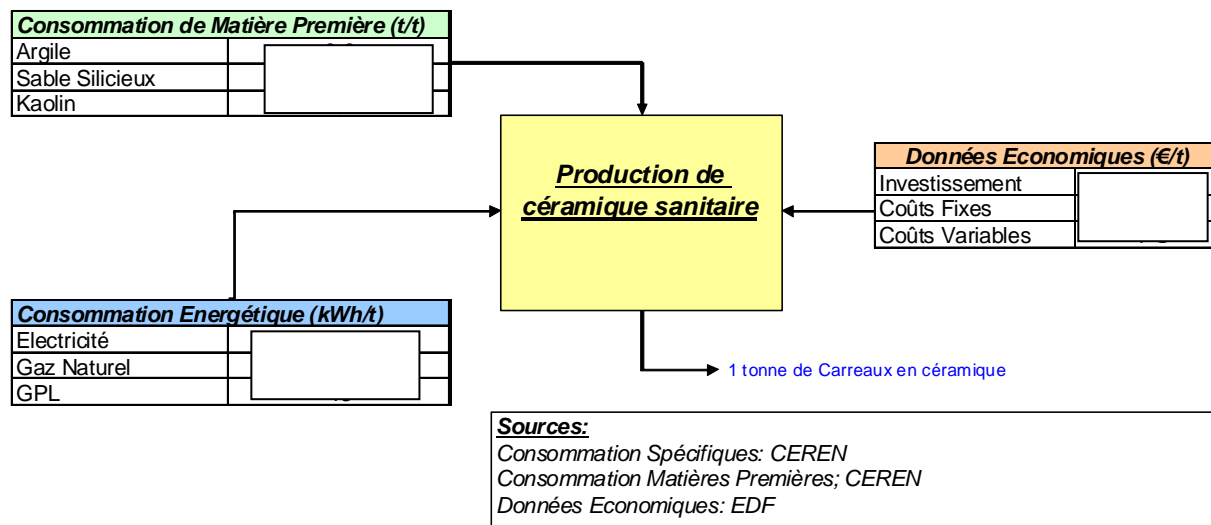 Consommation de Matière Première (t/t)
Argile
Sable Silicieux
Kaolin
Production de
céramique sanitaire
Données Economiques (€/t)
Investissement
Coûts Fixes
Coûts Variables
Consommation Energétique (kWh/t)
Electricité
Gaz Naturel
GPL
1 tonne de Carreaux en céramique
Sources:
Consommation Spécifiques: CEREN
Consommation Matières Premières; CEREN
Données Economiques: EDF